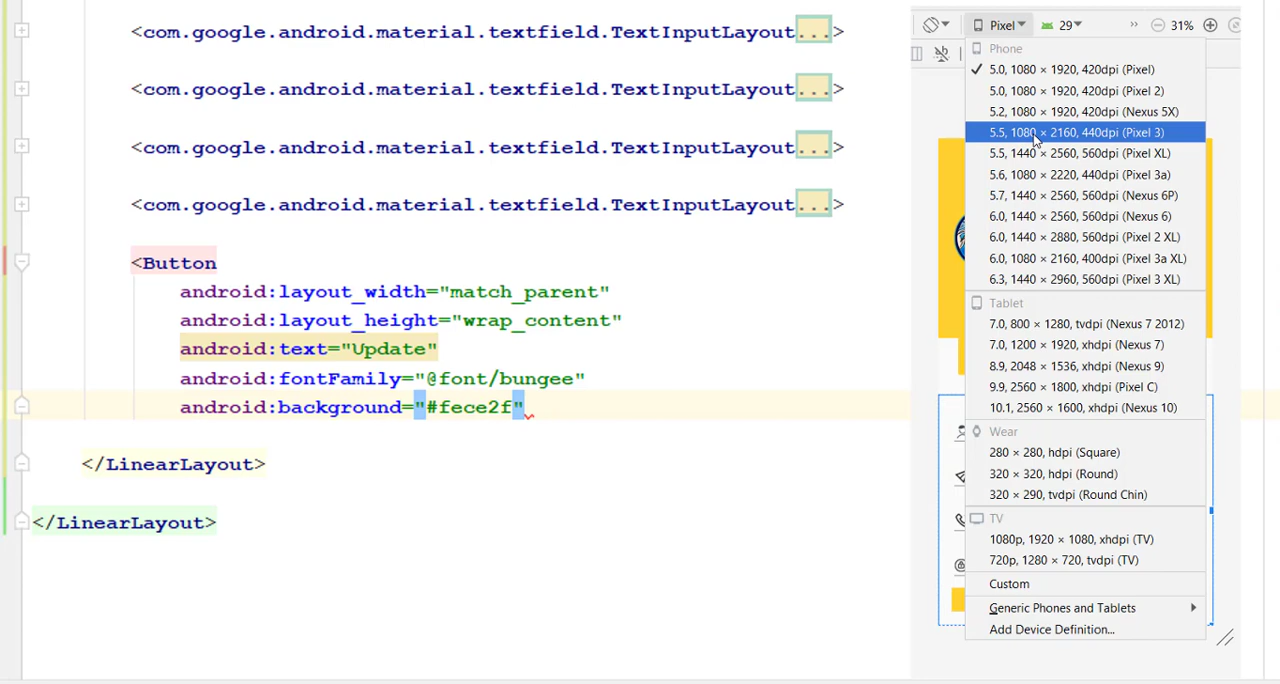 <com.google.android.material.textfield.TextInputLayout...>
<com.google.android.material.textfield.TextInputLayout...>
<com.google.android.material.textfield.TextInputLayout...>
<com.google.android.material.textfield.TextInputLayout...>
<Button
android:layout_width="match_parent"
android:layout_height="wrap_content"
android:text="Update"
android:fontFamily="@font/bungee"
android:background="#fece2f"
</LinearLayout>
</LinearLayout>
Pixel 29 » 31%
Phone
5.0, 1080 × 1920, 420dpi (Pixel)
5.0, 1080 × 1920, 420dpi (Pixel 2)
5.2, 1080 × 1920, 420dpi (Nexus 5X)
5.5, 1080 × 2160, 440dpi (Pixel 3)
5.5, 1440 × 2560, 560dpi (Pixel XL)
5.6, 1080 × 2220, 440dpi (Pixel 3a)
5.7, 1440 × 2560, 560dpi (Nexus 6P)
6.0, 1440 × 2560, 560dpi (Nexus 6)
6.0, 1440 × 2880, 560dpi (Pixel 2 XL)
6.0, 1080 × 2160, 400dpi (Pixel 3a XL)
6.3, 1440 × 2960, 560dpi (Pixel 3 XL)
Tablet
7.0, 800 × 1280, tvdpi (Nexus 7 2012)
7.0, 1200 × 1920, xhdpi (Nexus 7)
8.9, 2048 × 1536, xhdpi (Nexus 9)
9.9, 2560 × 1800, xhdpi (Pixel C)
10.1, 2560 × 1600, xhdpi (Nexus 10)
Wear
280 × 280, hdpi (Square)
320 × 320, hdpi (Round)
320 × 290, tvdpi (Round Chin)
TV
1080p, 1920 × 1080, xhdpi (TV)
720p, 1280 × 720, tvdpi (TV)
Custom
Generic Phones and Tablets
Add Device Definition...